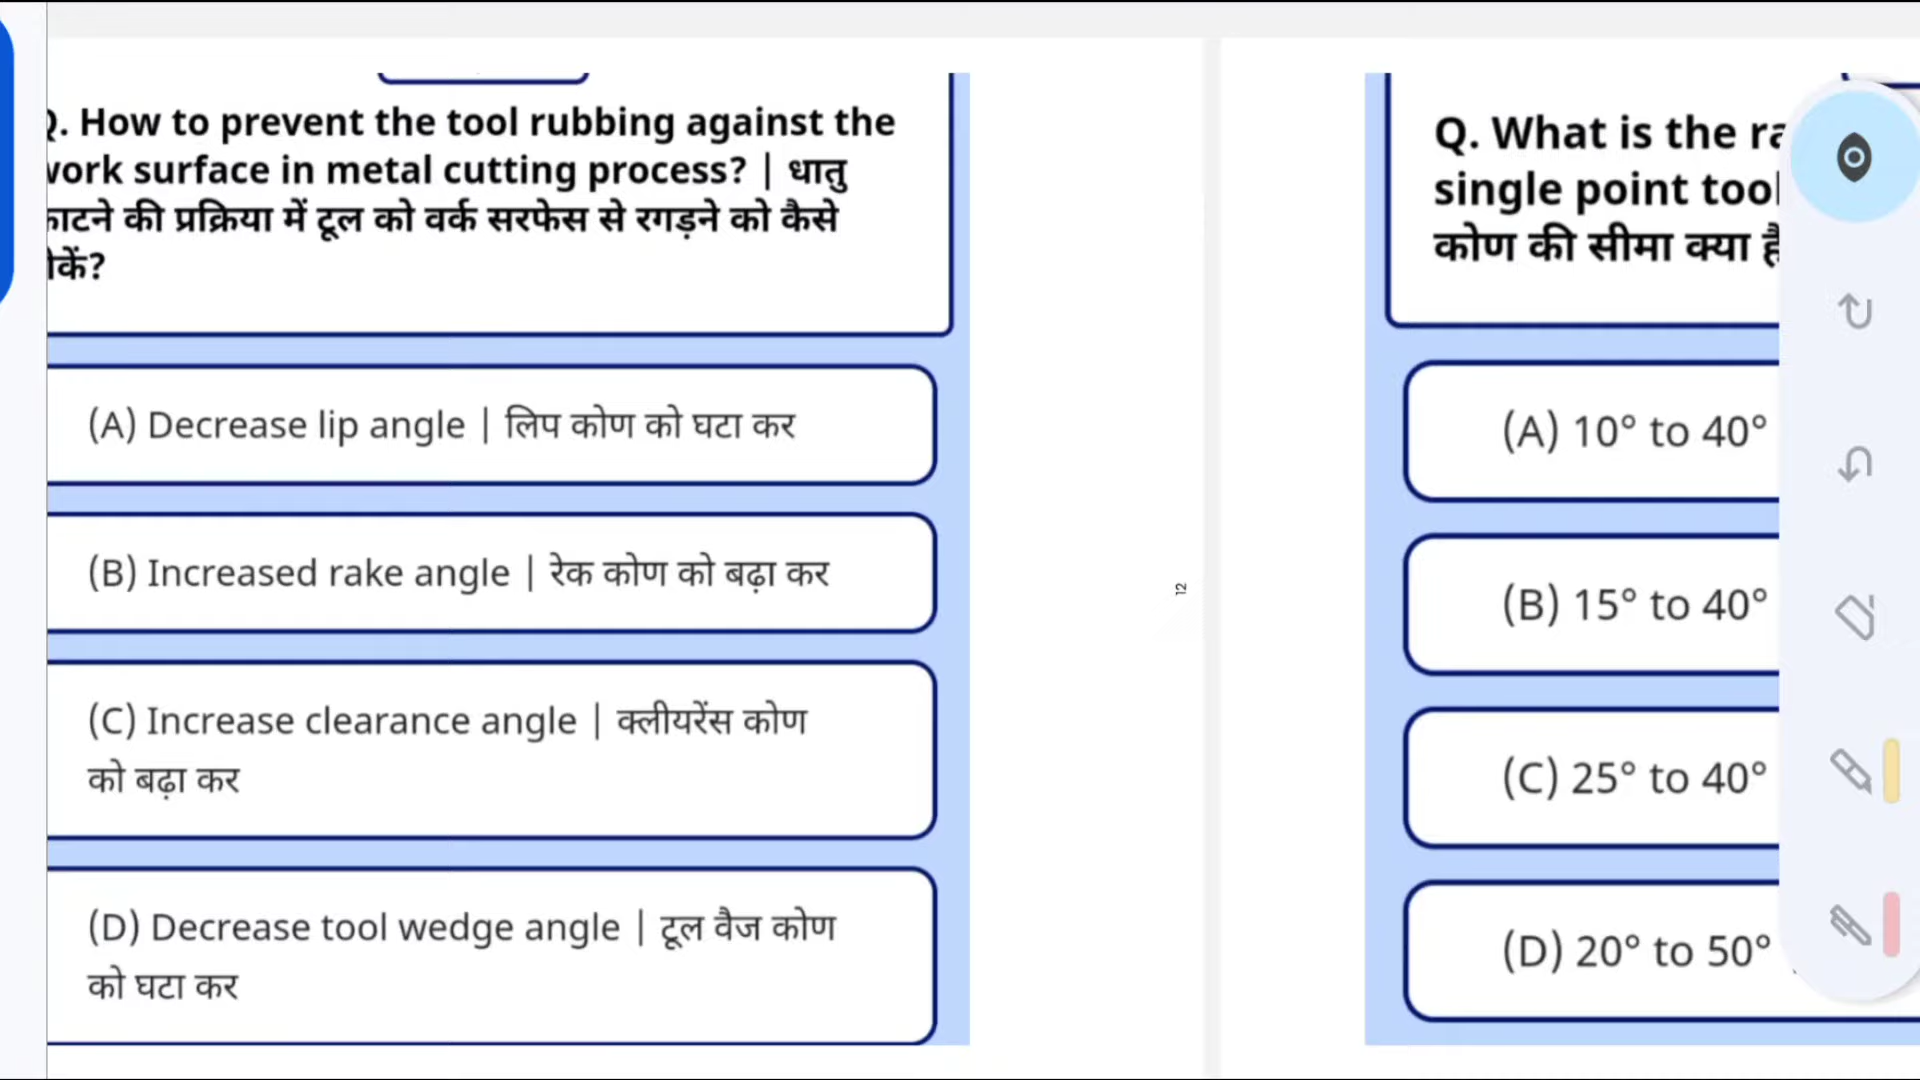 . How to prevent the tool rubbing against the
work surface in metal cutting process? | धातु
काटने की प्रक्रिया में टूल को वर्क सरफेस से रगड़ने को कैसे
रोकें?
(A) Decrease lip angle | लिप कोण को घटा कर
(B) Increased rake angle | रेक कोण को बढ़ा कर
(C) Increase clearance angle | क्लीयरेंस कोण
को बढ़ा कर
(D) Decrease tool wedge angle | टूल वैज कोण
को घटा कर
12
Q. What is the
single point tool
कोण की सीमा क्या है
(A) 10° to 40°
(B) 15° to 40°
(C) 25° to 40°
(D) 20° to 50°